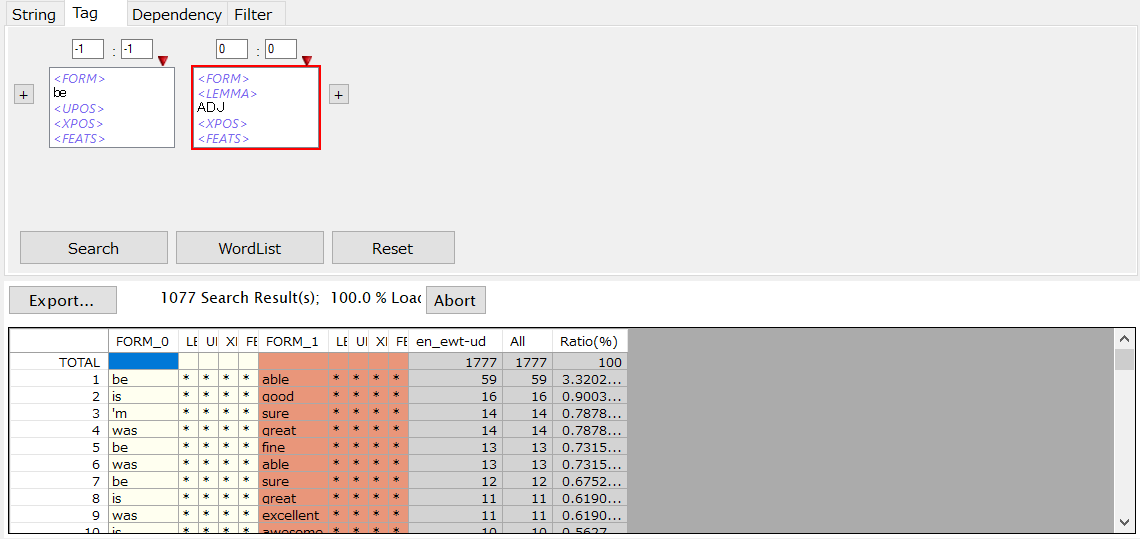 String Tag Dependency Filter
-1 : -1 0 : 0
<FORM> <FORM>
be <LEMMA>
<UPOS> ADJ
<XPOS> <XPOS>
<FEATS> <FEATS>
+ +
Search WordList Reset
Export... 1077 Search Result(s); 100.0 % Load Abort
FORM_0 LE UI XI FE FORM_1 LE UI XI FE en_ewt-ud All Ratio(%)
TOTAL 1777 1777 100
1 be * * * * able * * * * 59 59 3.3202...
2 is * * * * good * * * * 16 16 0.9003...
3 'm * * * * sure * * * * 14 14 0.7878...
4 was * * * * great * * * * 14 14 0.7878...
5 be * * * * fine * * * * 13 13 0.7315...
6 was * * * * able * * * * 13 13 0.7315...
7 be * * * * sure * * * * 12 12 0.6752...
8 is * * * * great * * * * 11 11 0.6190...
9 was * * * * excellent * * * * 11 11 0.6190...
10 is * * * * awesome * * * * 10 10 0.5627...